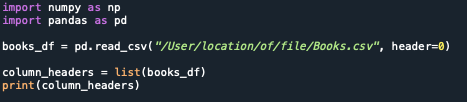 import numpy as np
import pandas as pd
books_df = pd.read_csv("/User/location/of/file/Books.csv", header=0)
column_headers = list(books_df)
print(column_headers)